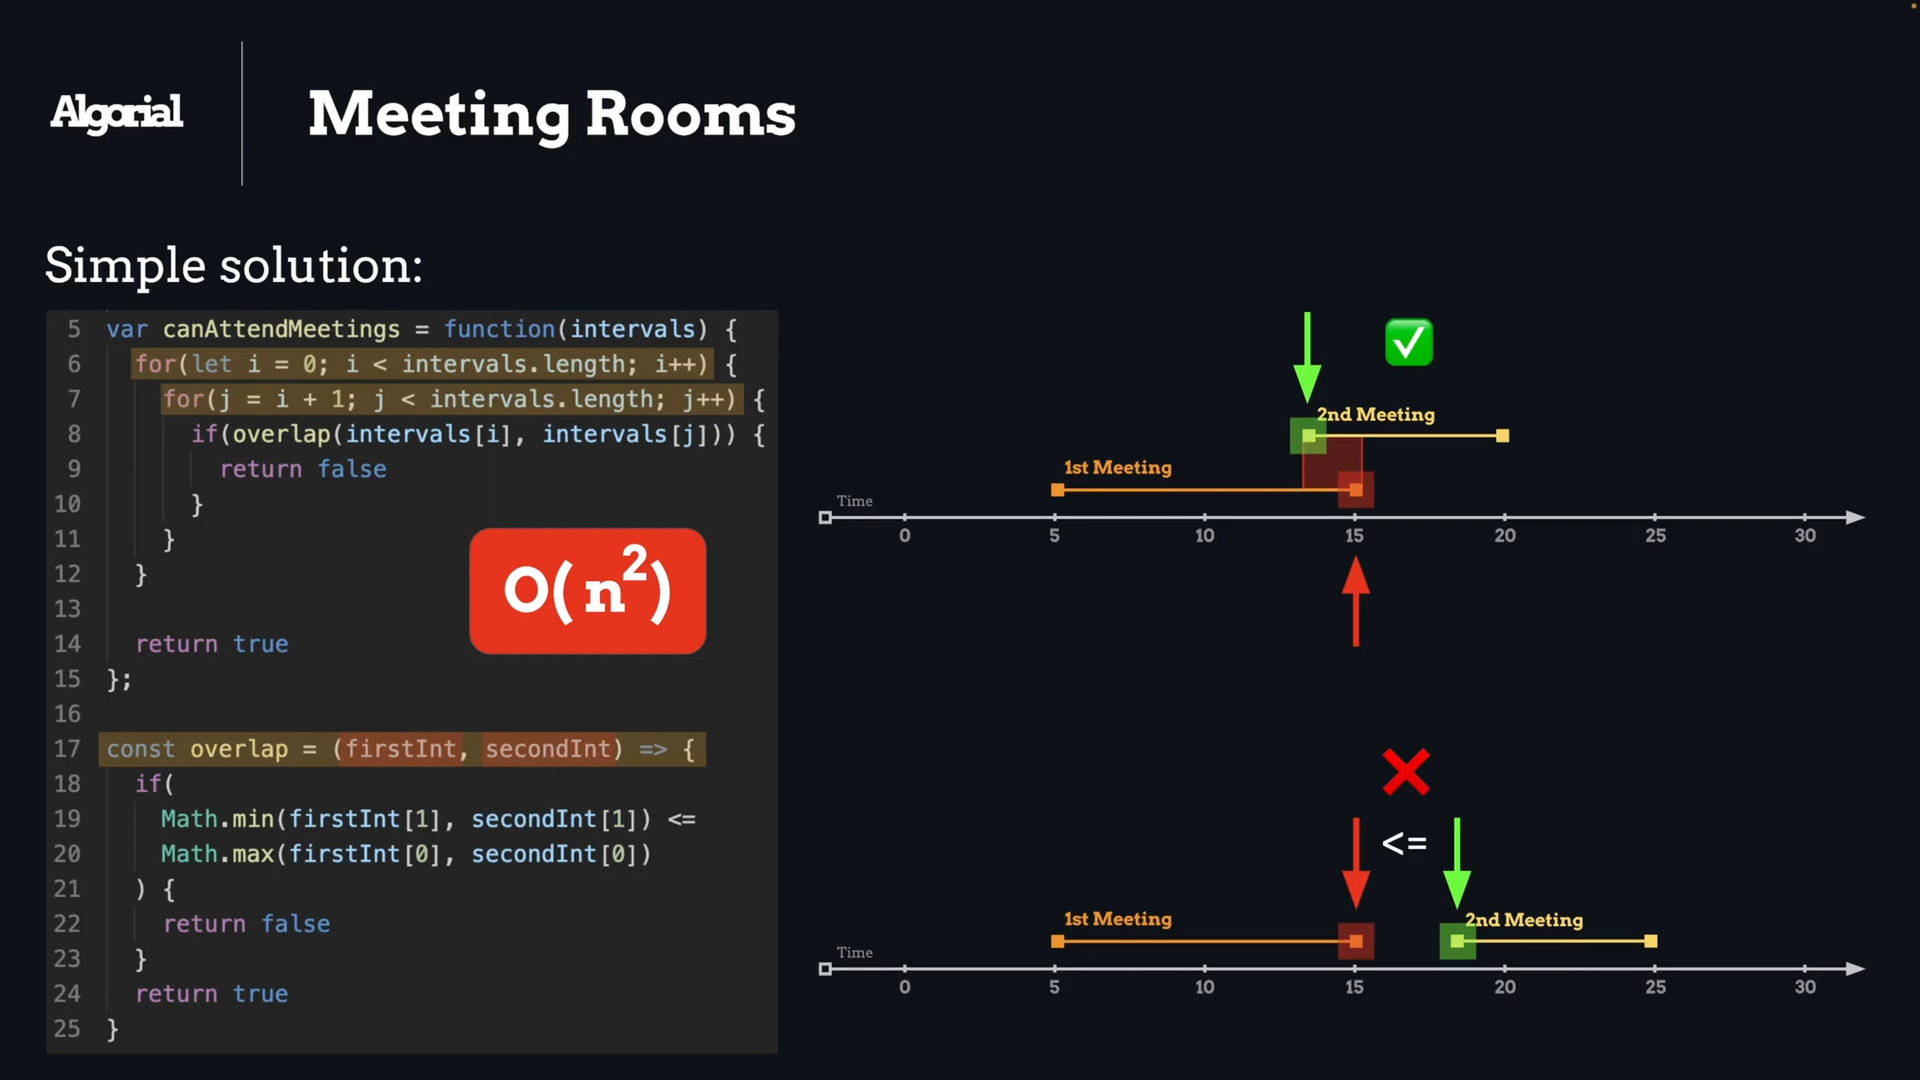 Algorial
Meeting Rooms
Simple solution:
5 var canAttendMeetings = function(intervals) {
6 for(let i = 0; i < intervals.length; i++) {
7 for(j = i + 1; j < intervals.length; j++) {
8 if(overlap(intervals[i], intervals[j])) {
9 return false
10 }
11 }
12 }
13
14 return true
15 };
16
17 const overlap = (firstInt, secondInt) => {
18 if(
19 Math.min(firstInt[1], secondInt[1]) <=
20 Math.max(firstInt[0], secondInt[0])
21 ) {
22 return false
23 }
24 return true
25 }
O(n²)
2nd Meeting
1st Meeting
Time
0 5 10 15 20 25 30
<=
1st Meeting
2nd Meeting
Time
0 5 10 15 20 25 30